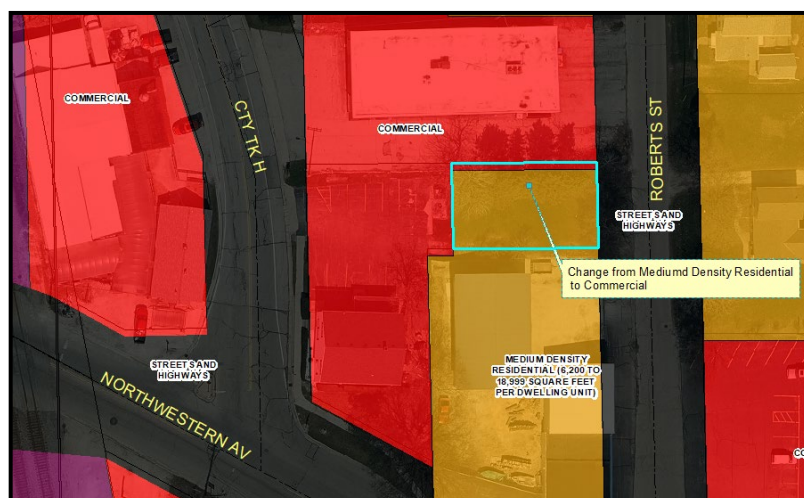 COMMERCIAL
CTY TK H
COMMERCIAL
ROBERTS ST
STREETS AND
HIGHWAYS
Change from Mediumd Density Residential
to Commercial
STREETS AND
HIGHWAYS
NORTHWESTERN AV
MEDIUM DENSITY
RESIDENTIAL (6,200 TO
18,999 SQUARE FEET
PER DWELLING UNIT)